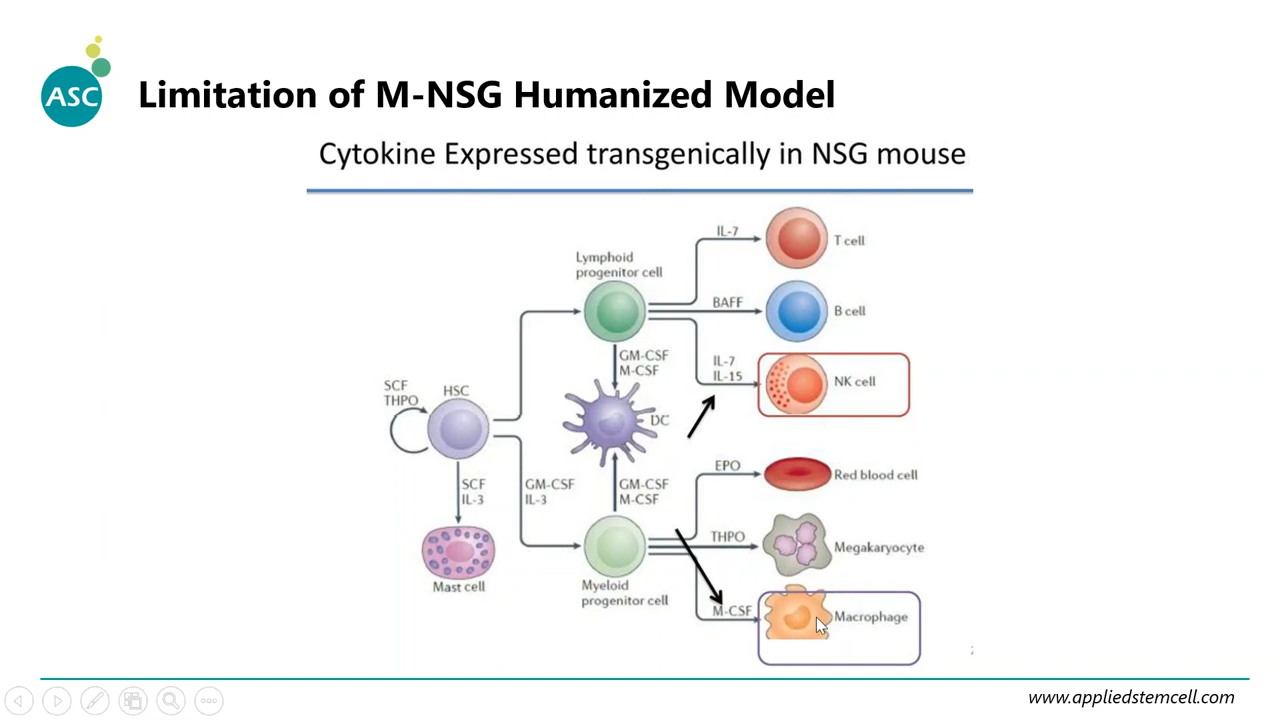 ASC
Limitation of M-NSG Humanized Model
Cytokine Expressed transgenically in NSG mouse
IL-7
T cell
Lymphoid
progenitor cell
BAFF
B cell
GM-CSF
M-CSF
IL-7
IL-15
NK cell
SCF
THPO
HSC
DC
SCF
IL-3
GM-CSF
IL-3
GM-CSF
M-CSF
EPO
Red blood cell
THPO
Megakaryocyte
Mast cell
Myeloid
progenitor cell
M-CSF
Macrophage
www.appliedstemcell.com